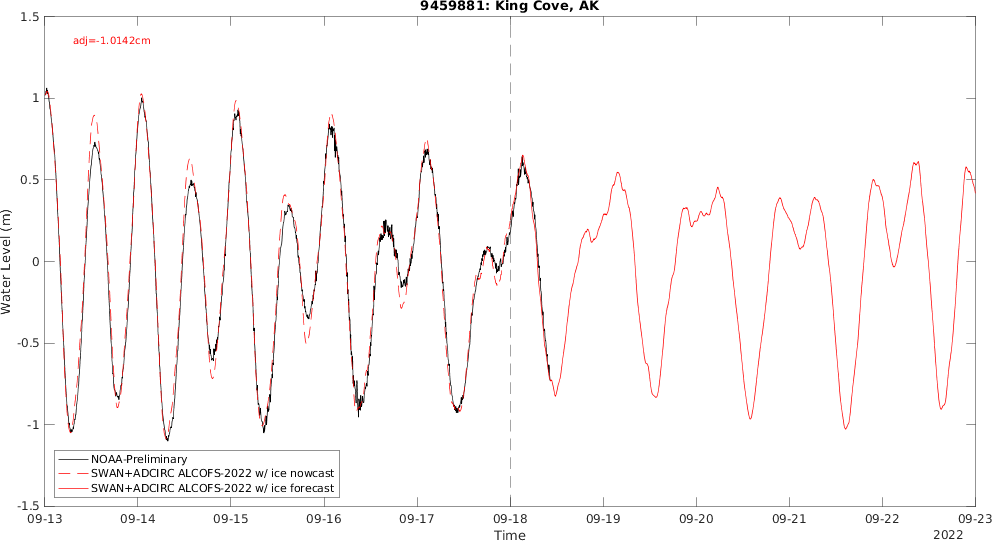 9459881: King Cove, AK
adj=-1.0142cm
Water Level (m)
1.5
1
0.5
0
-0.5
-1
-1.5
NOAA-Preliminary
SWAN+ADCIRC ALCOFS-2022 w/ ice nowcast
SWAN+ADCIRC ALCOFS-2022 w/ ice forecast
09-13 09-14 09-15 09-16 09-17 09-18 09-19 09-20 09-21 09-22 09-23
Time
2022